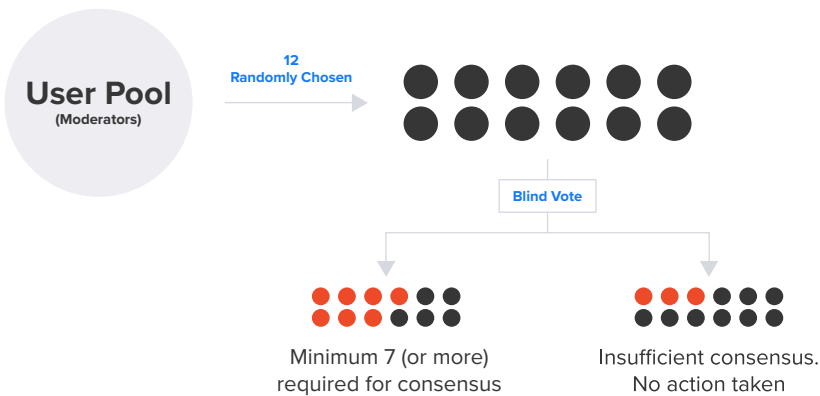 User Pool
(Moderators)
12
Randomly Chosen
Blind Vote
Minimum 7 (or more)
required for consensus
Insufficient consensus.
No action taken